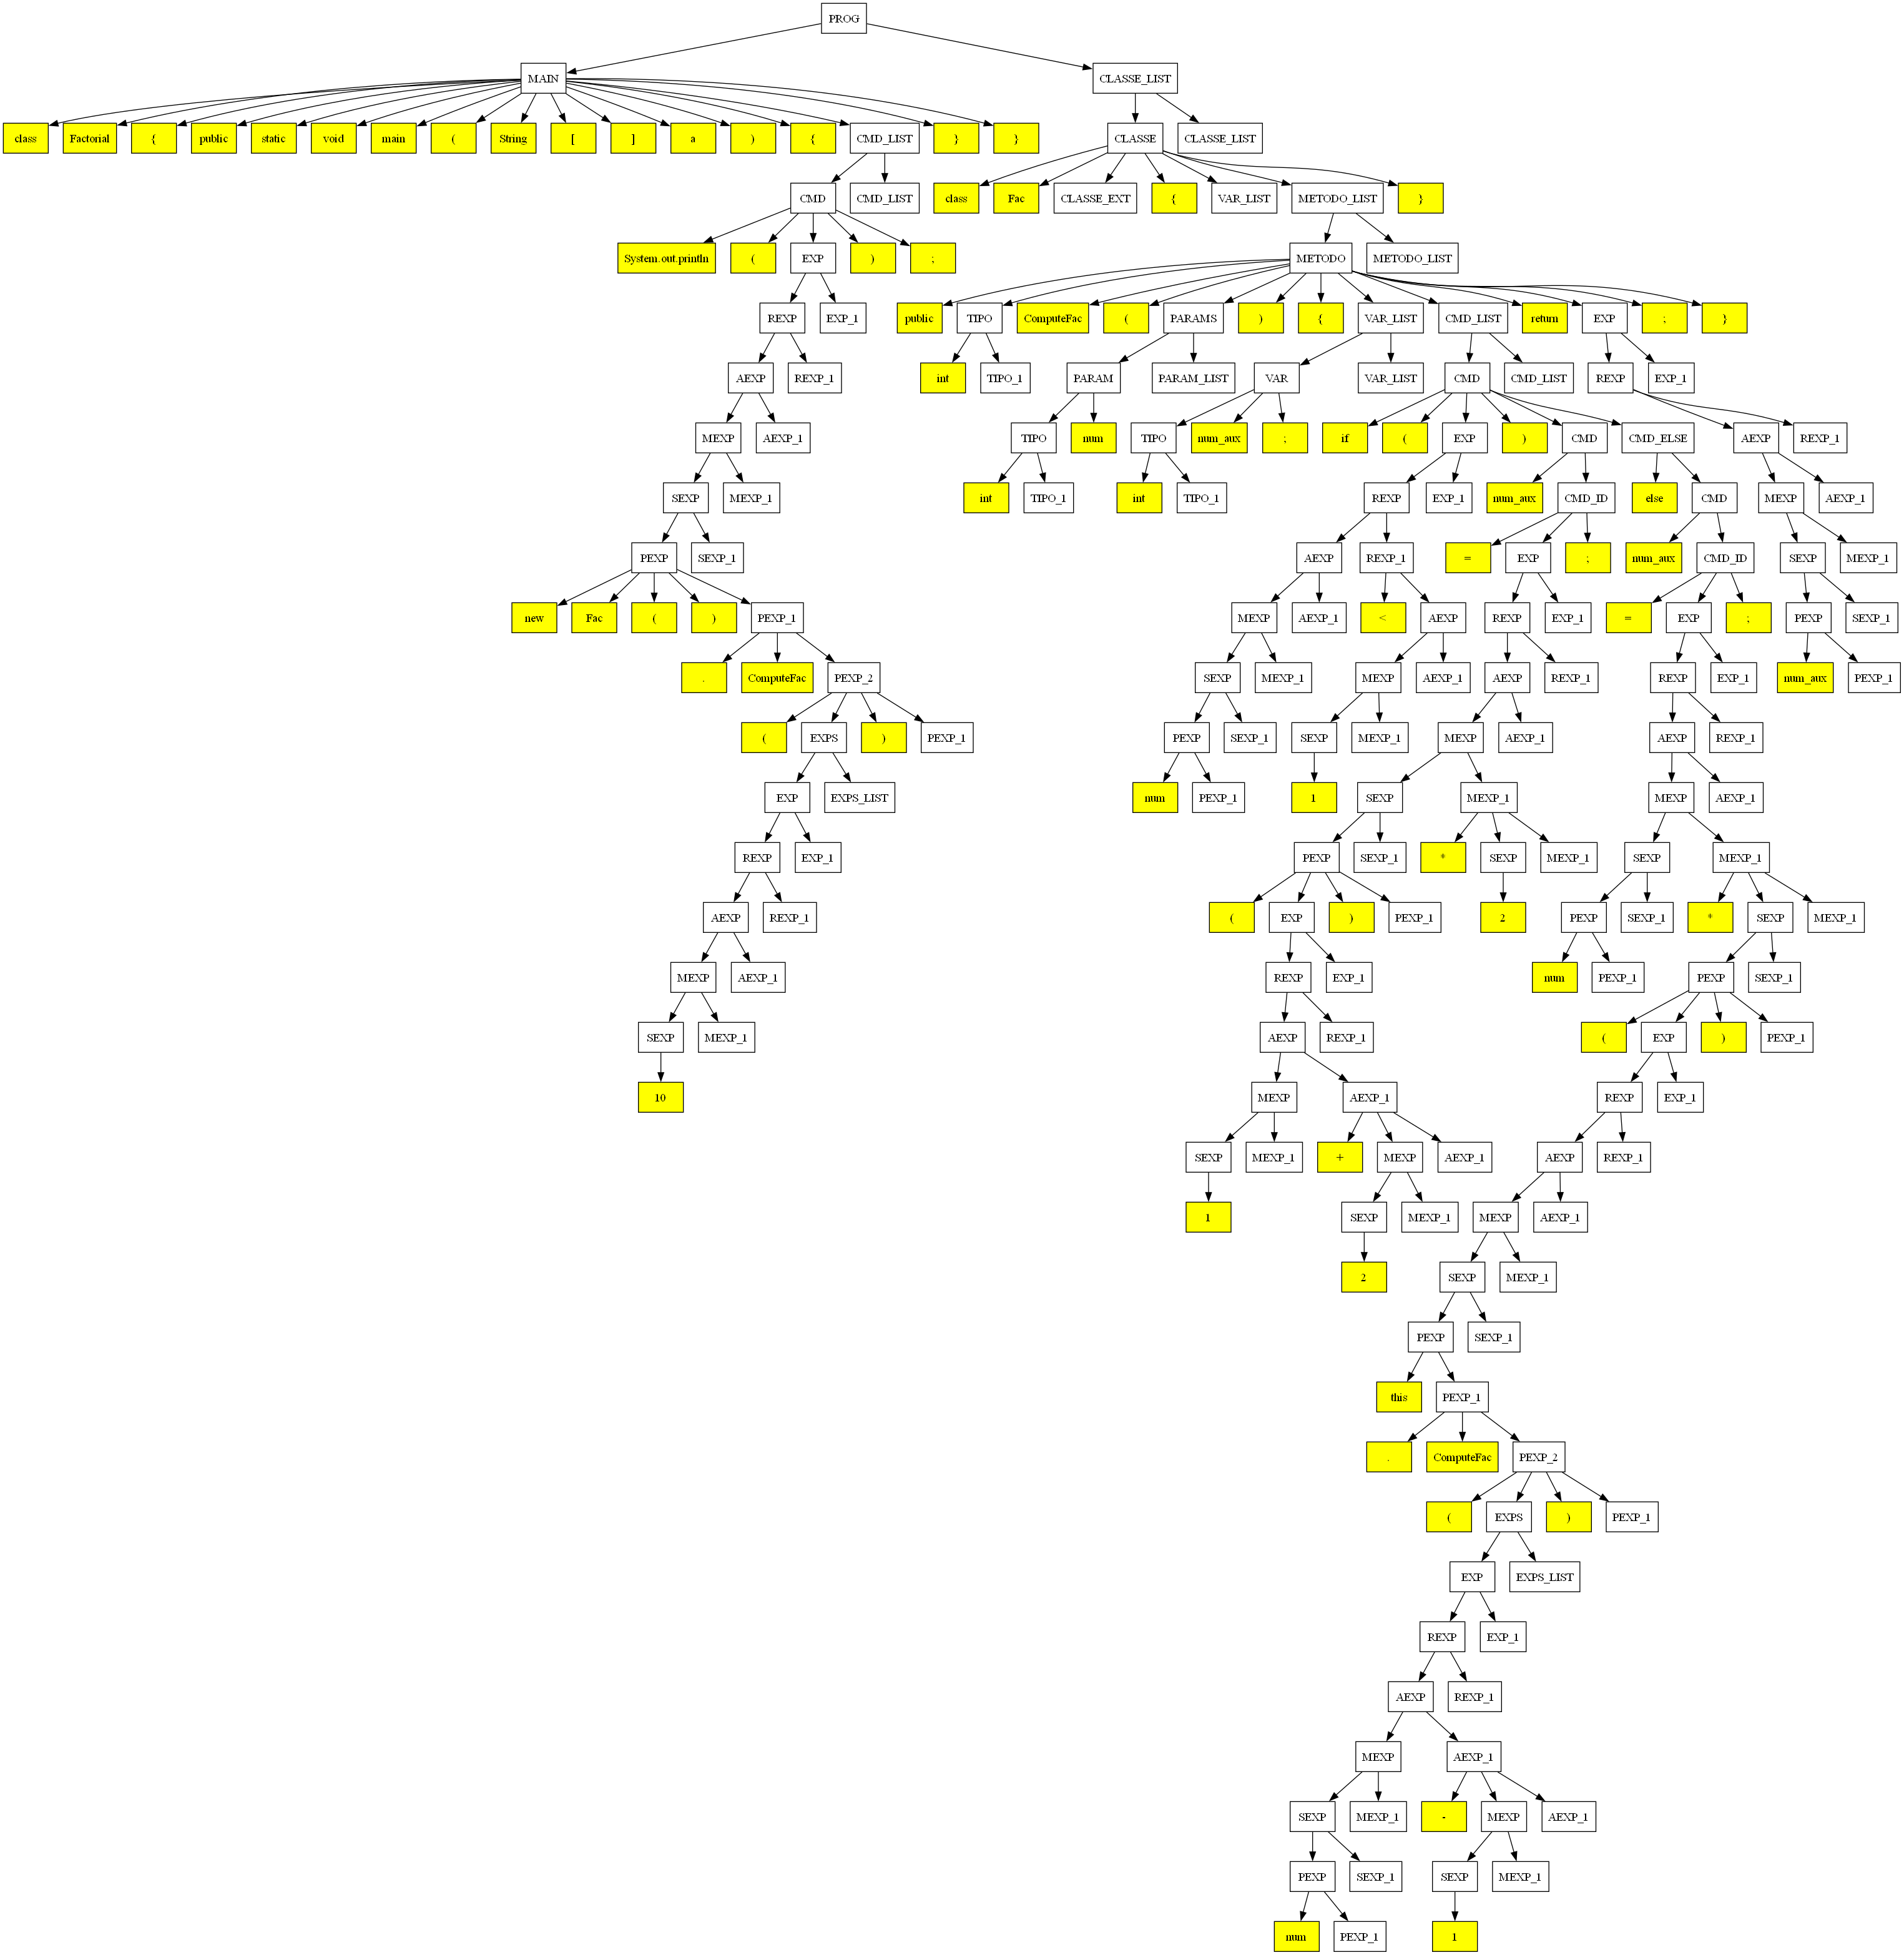 PROG
MAIN CLASSE_LIST
class Factorial { public static void main ( String [ ] a ) { CMD_LIST } } CLASSE CLASSE_LIST
CMD CMD_LIST class Fac CLASSE_EXT { VAR_LIST METODO_LIST }
System.out.println ( EXP ) ; METODO METODO_LIST
REXP EXP_1 public TIPO ComputeFac ( PARAMS ) { VAR_LIST CMD_LIST return EXP ; }
AEXP REXP_1 int TIPO_1 PARAM PARAM_LIST VAR VAR_LIST CMD CMD_LIST REXP EXP_1
MEXP AEXP_1 TIPO num TIPO num_aux ; if ( EXP ) CMD CMD_ELSE AEXP REXP_1
SEXP MEXP_1 int TIPO_1 int TIPO_1 REXP EXP_1 num_aux CMD_ID else CMD MEXP AEXP_1
PEXP SEXP_1 AEXP REXP_1 = EXP ; num_aux CMD_ID SEXP MEXP_1
new Fac ( ) PEXP_1 MEXP AEXP_1 < AEXP REXP EXP_1 = EXP ; PEXP SEXP_1
. ComputeFac PEXP_2 SEXP MEXP_1 MEXP AEXP_1 AEXP REXP_1 REXP EXP_1 num_aux PEXP_1
( EXPS ) PEXP_1 PEXP SEXP_1 SEXP MEXP_1 MEXP AEXP_1 AEXP REXP_1
EXP EXPS_LIST num PEXP_1 1 SEXP MEXP_1 MEXP AEXP_1
REXP EXP_1 PEXP SEXP_1 * SEXP MEXP_1 SEXP MEXP_1
AEXP REXP_1 ( EXP ) PEXP_1 2 PEXP SEXP_1 * SEXP MEXP_1
MEXP AEXP_1 REXP EXP_1 num PEXP_1 PEXP SEXP_1
SEXP MEXP_1 AEXP REXP_1 ( EXP ) PEXP_1
10 MEXP AEXP_1 REXP EXP_1
SEXP MEXP_1 + MEXP AEXP_1 AEXP REXP_1
1 SEXP MEXP_1 MEXP AEXP_1
2 SEXP MEXP_1
PEXP SEXP_1
this PEXP_1
. ComputeFac PEXP_2
( EXPS ) PEXP_1
EXP EXPS_LIST
REXP EXP_1
AEXP REXP_1
MEXP AEXP_1
SEXP MEXP_1 - MEXP AEXP_1
PEXP SEXP_1 SEXP MEXP_1
num PEXP_1 1